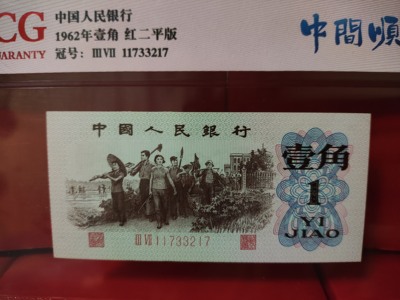 CG
WARRANTY
中国人民银行
1962年壹角 红二平版
冠号: ⅢⅦ 11733217
中間順
中國人民銀行
壹角
1
YI
JIAO
ⅢⅦ 11733217